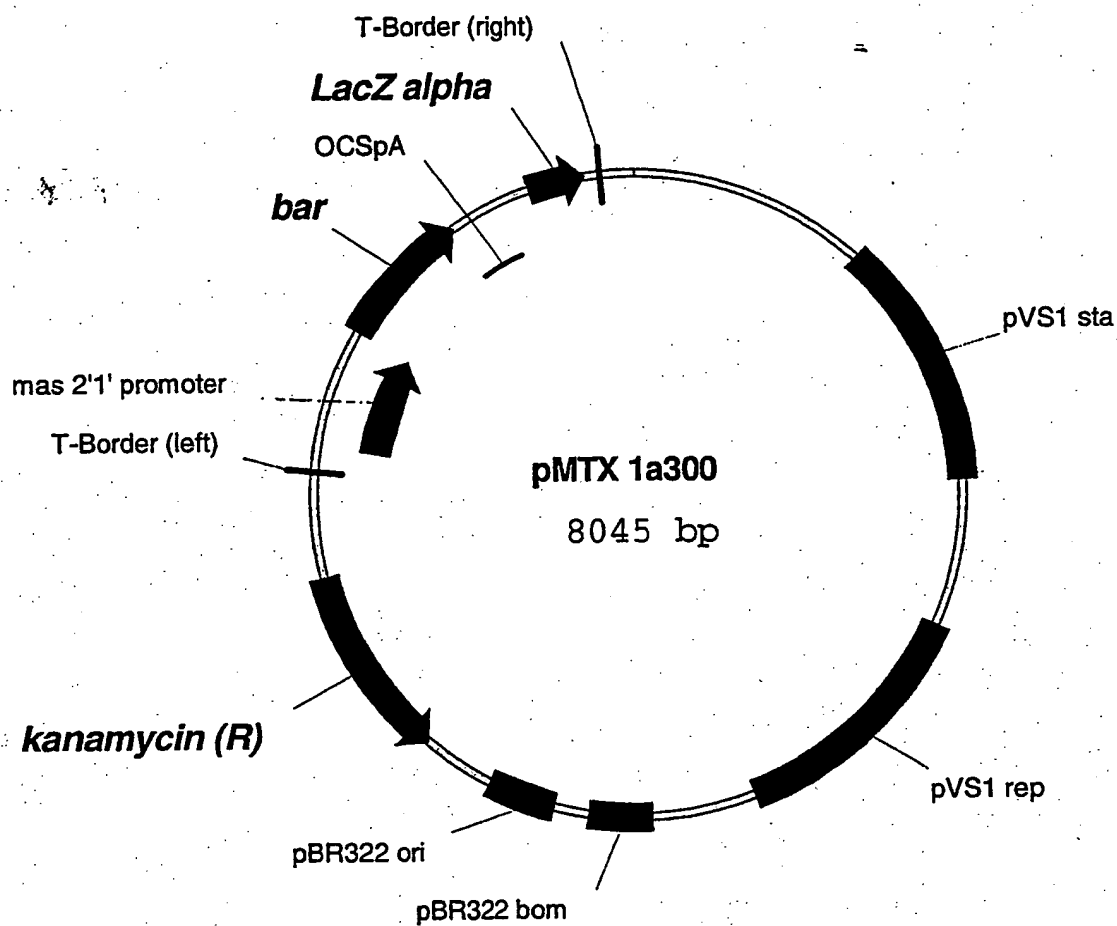 T-Border (right)
LacZ alpha
OCSpA
bar
pVS1 sta
mas 2'1' promoter
T-Border (left)
pMTX 1a300
8045 bp
kanamycin (R)
pVS1 rep
pBR322 ori
pBR322 bom